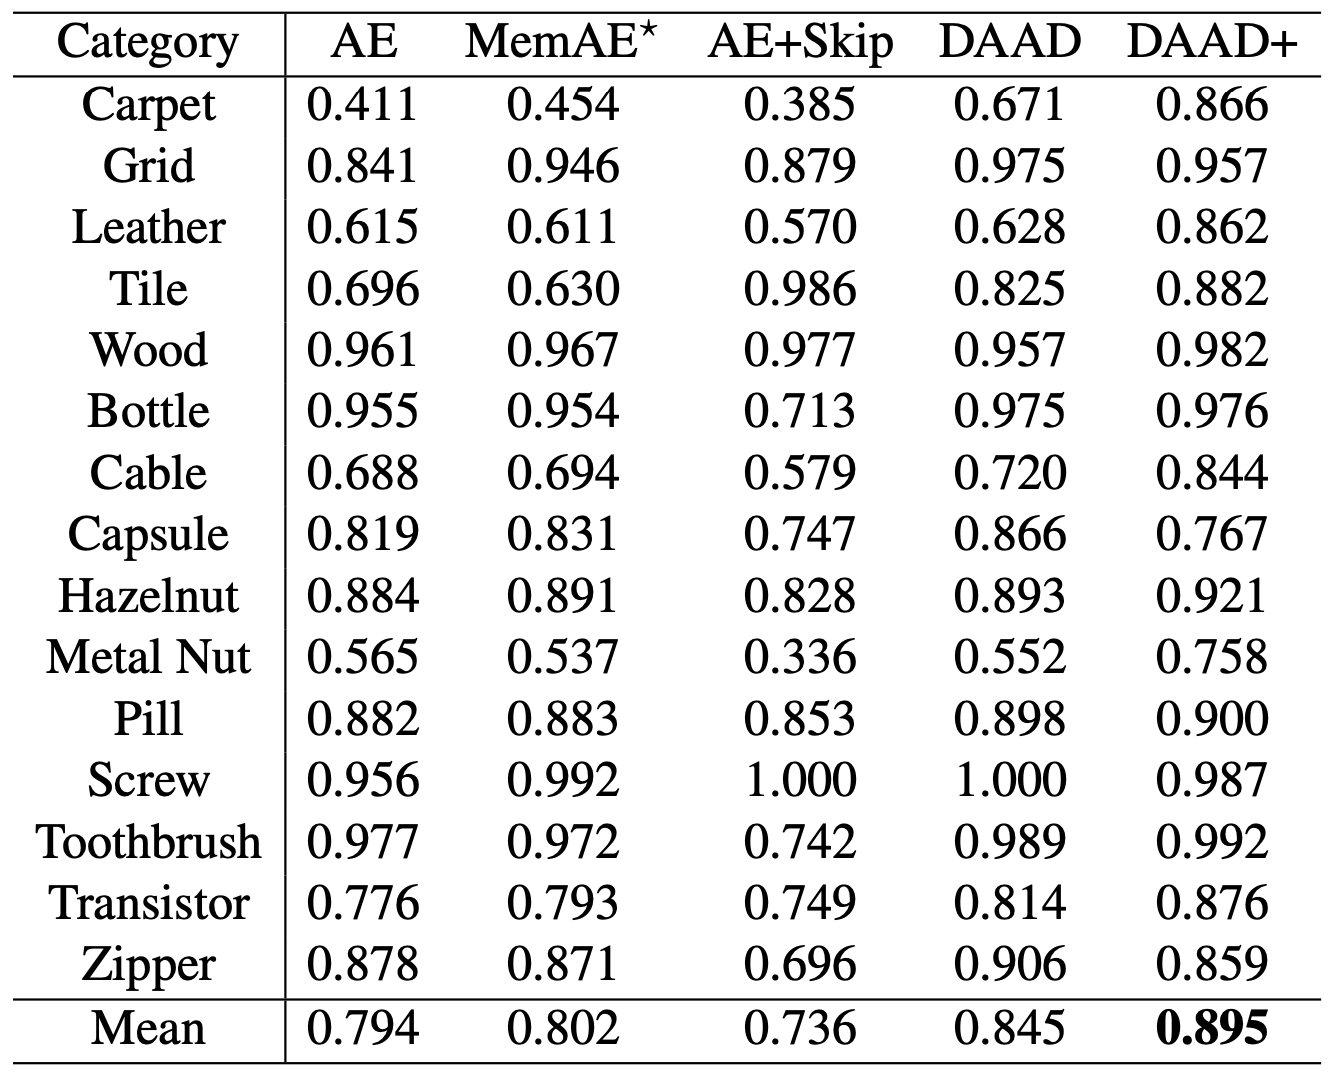 Category AE MemAE⋆ AE+Skip DAAD DAAD+
Carpet 0.411 0.454 0.385 0.671 0.866
Grid 0.841 0.946 0.879 0.975 0.957
Leather 0.615 0.611 0.570 0.628 0.862
Tile 0.696 0.630 0.986 0.825 0.882
Wood 0.961 0.967 0.977 0.957 0.982
Bottle 0.955 0.954 0.713 0.975 0.976
Cable 0.688 0.694 0.579 0.720 0.844
Capsule 0.819 0.831 0.747 0.866 0.767
Hazelnut 0.884 0.891 0.828 0.893 0.921
Metal Nut 0.565 0.537 0.336 0.552 0.758
Pill 0.882 0.883 0.853 0.898 0.900
Screw 0.956 0.992 1.000 1.000 0.987
Toothbrush 0.977 0.972 0.742 0.989 0.992
Transistor 0.776 0.793 0.749 0.814 0.876
Zipper 0.878 0.871 0.696 0.906 0.859
Mean 0.794 0.802 0.736 0.845 0.895